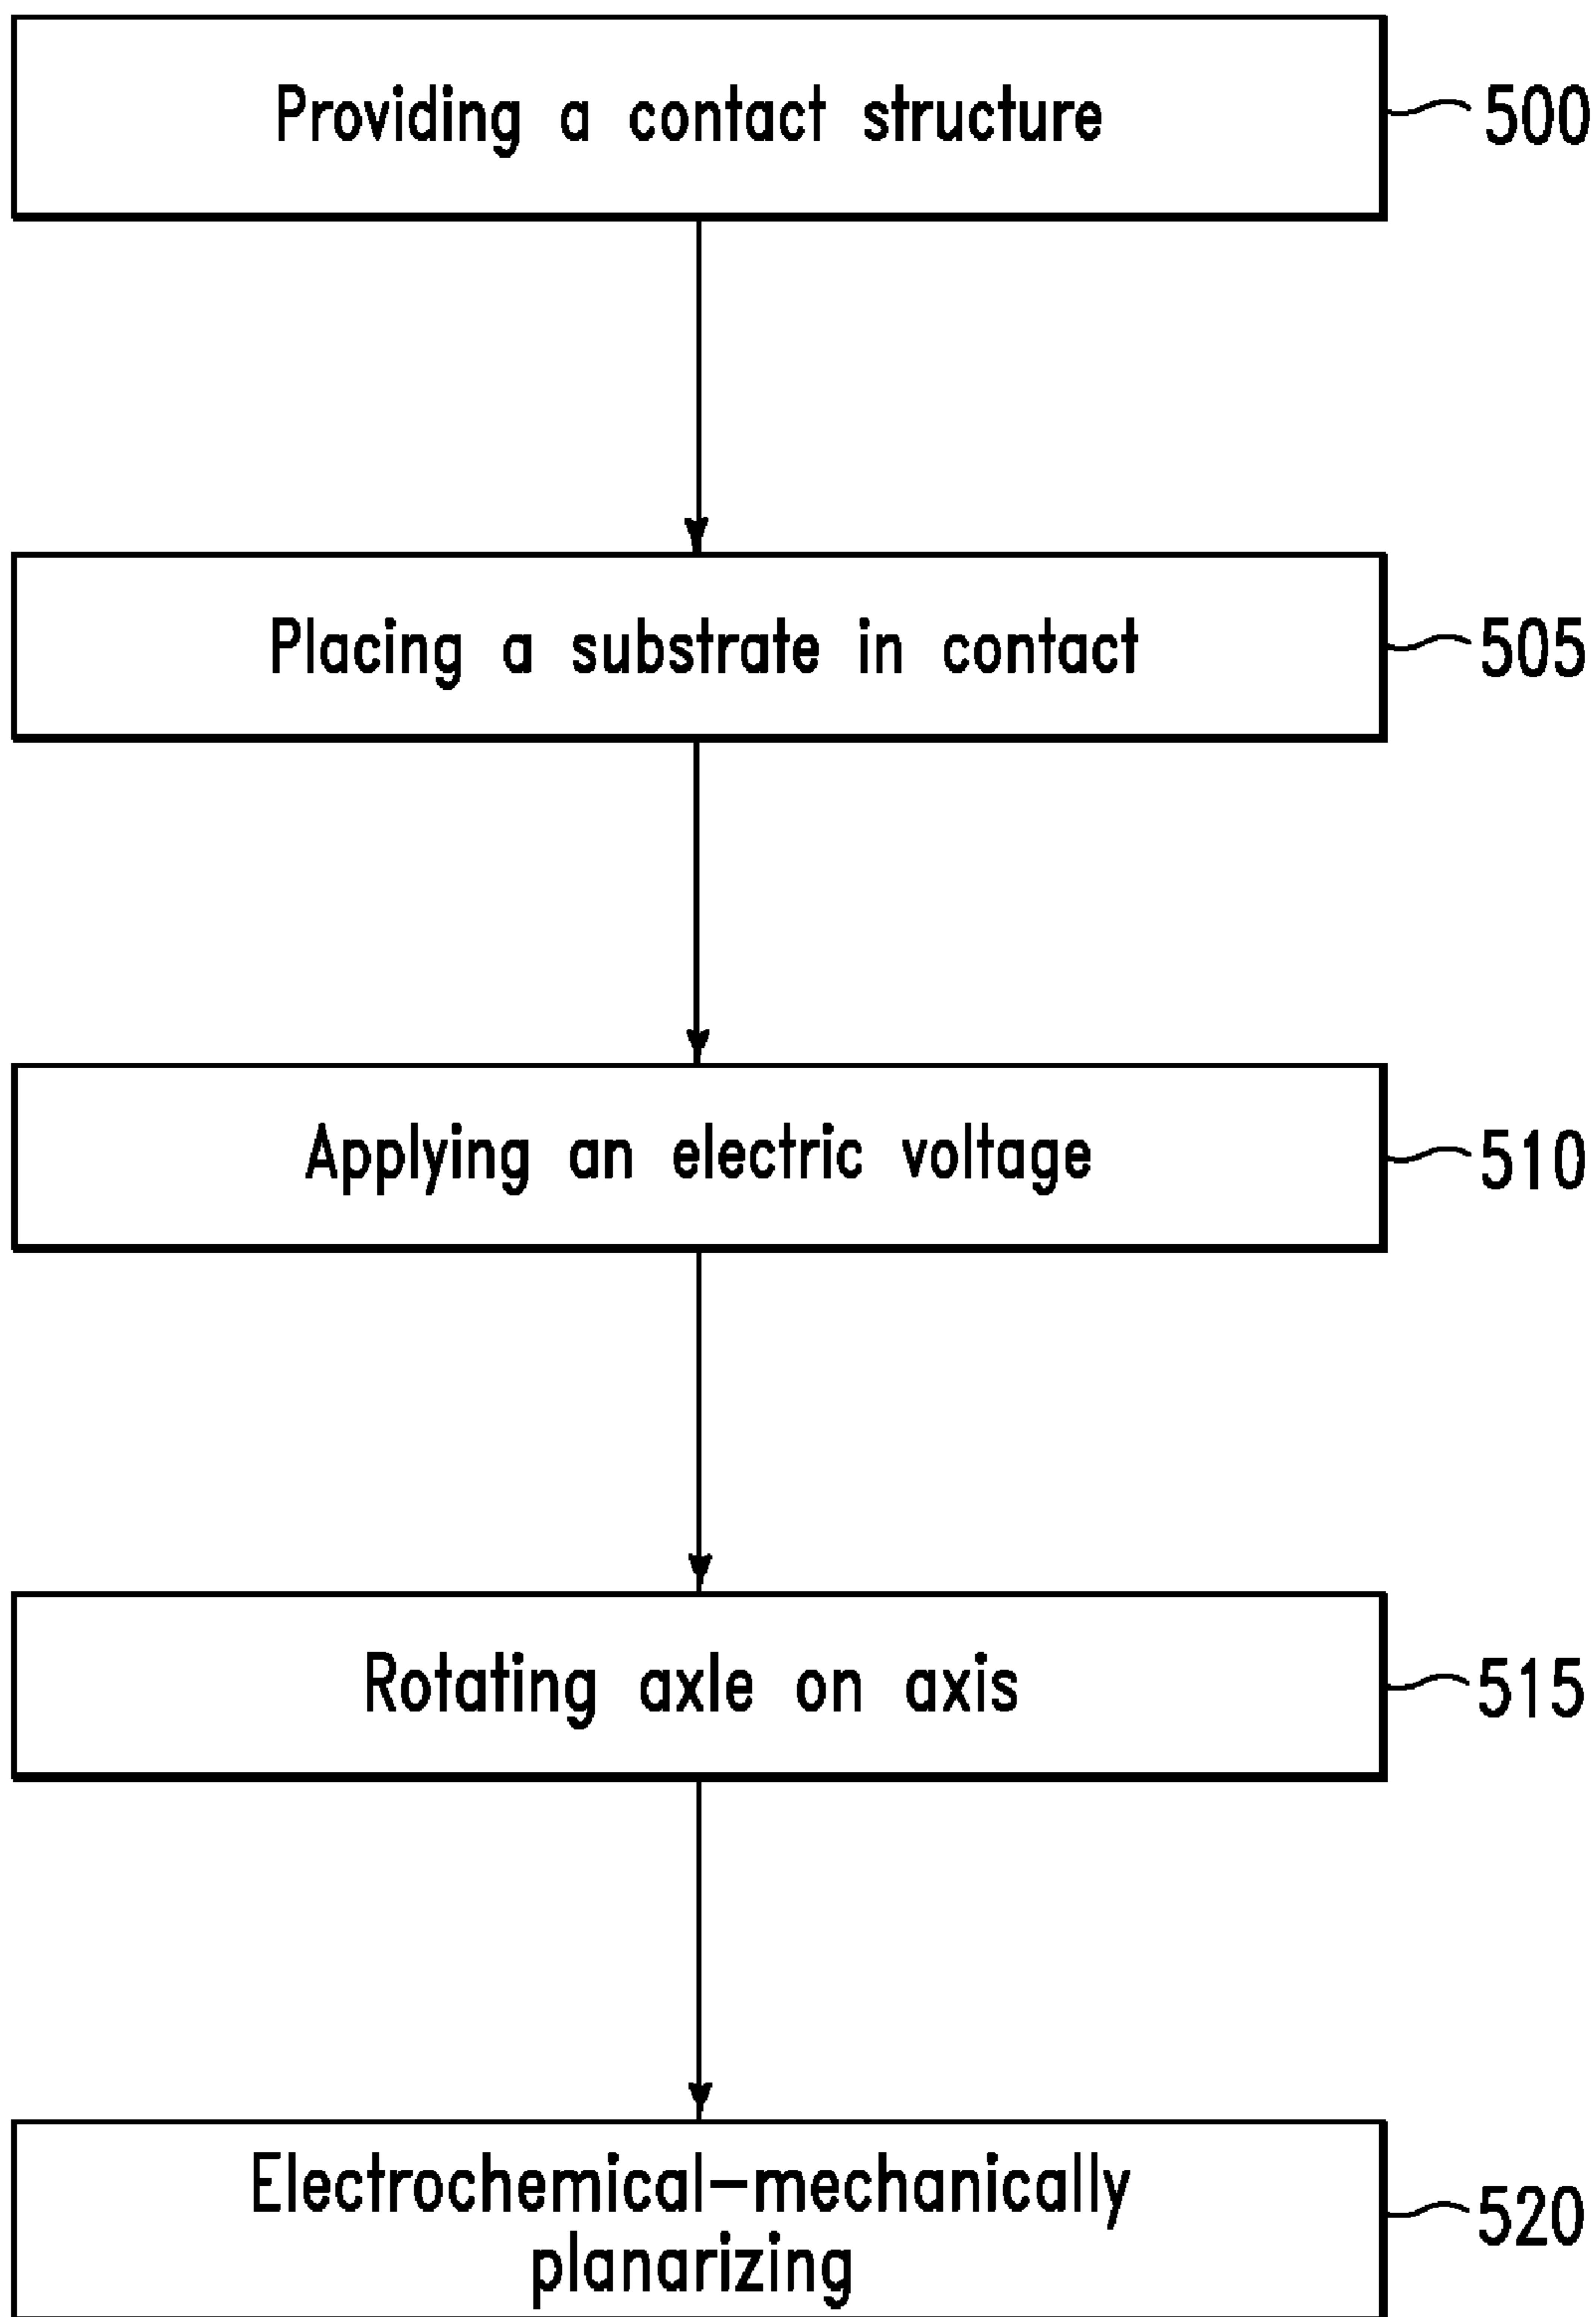 Providing a contact structure
500
Placing a substrate in contact
505
Applying an electric voltage
510
Rotating axle on axis
515
Electrochemical-mechanically
planarizing
520